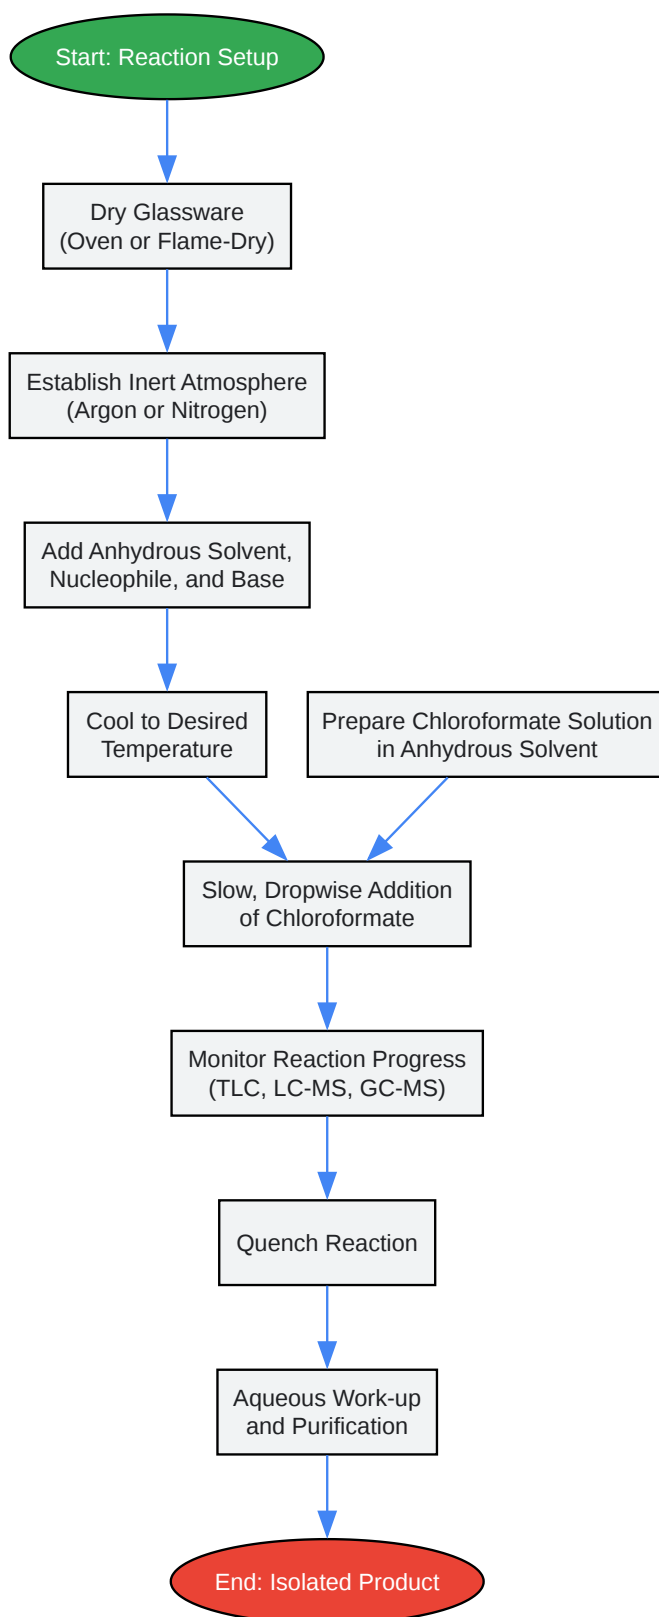 Start: Reaction Setup
Dry Glassware
(Oven or Flame-Dry)
Establish Inert Atmosphere
(Argon or Nitrogen)
Add Anhydrous Solvent,
Nucleophile, and Base
Cool to Desired
Temperature
Prepare Chloroformate Solution
in Anhydrous Solvent
Slow, Dropwise Addition
of Chloroformate
Monitor Reaction Progress
(TLC, LC-MS, GC-MS)
Quench Reaction
Aqueous Work-up
and Purification
End: Isolated Product